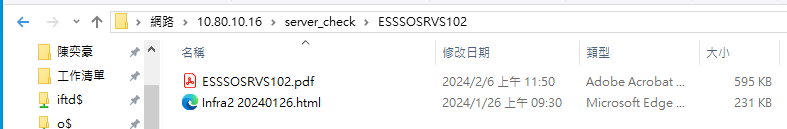 網路 > 10.80.10.16 > server_check > ESSSOSRVS102
陳奕豪
工作清單
iftd$
o$
名稱 修改日期 類型 大小
ESSSOSRVS102.pdf 2024/2/6 上午 11:50 Adobe Acrobat ... 595 KB
Infra2 20240126.html 2024/1/26 上午 09:30 Microsoft Edge ... 231 KB